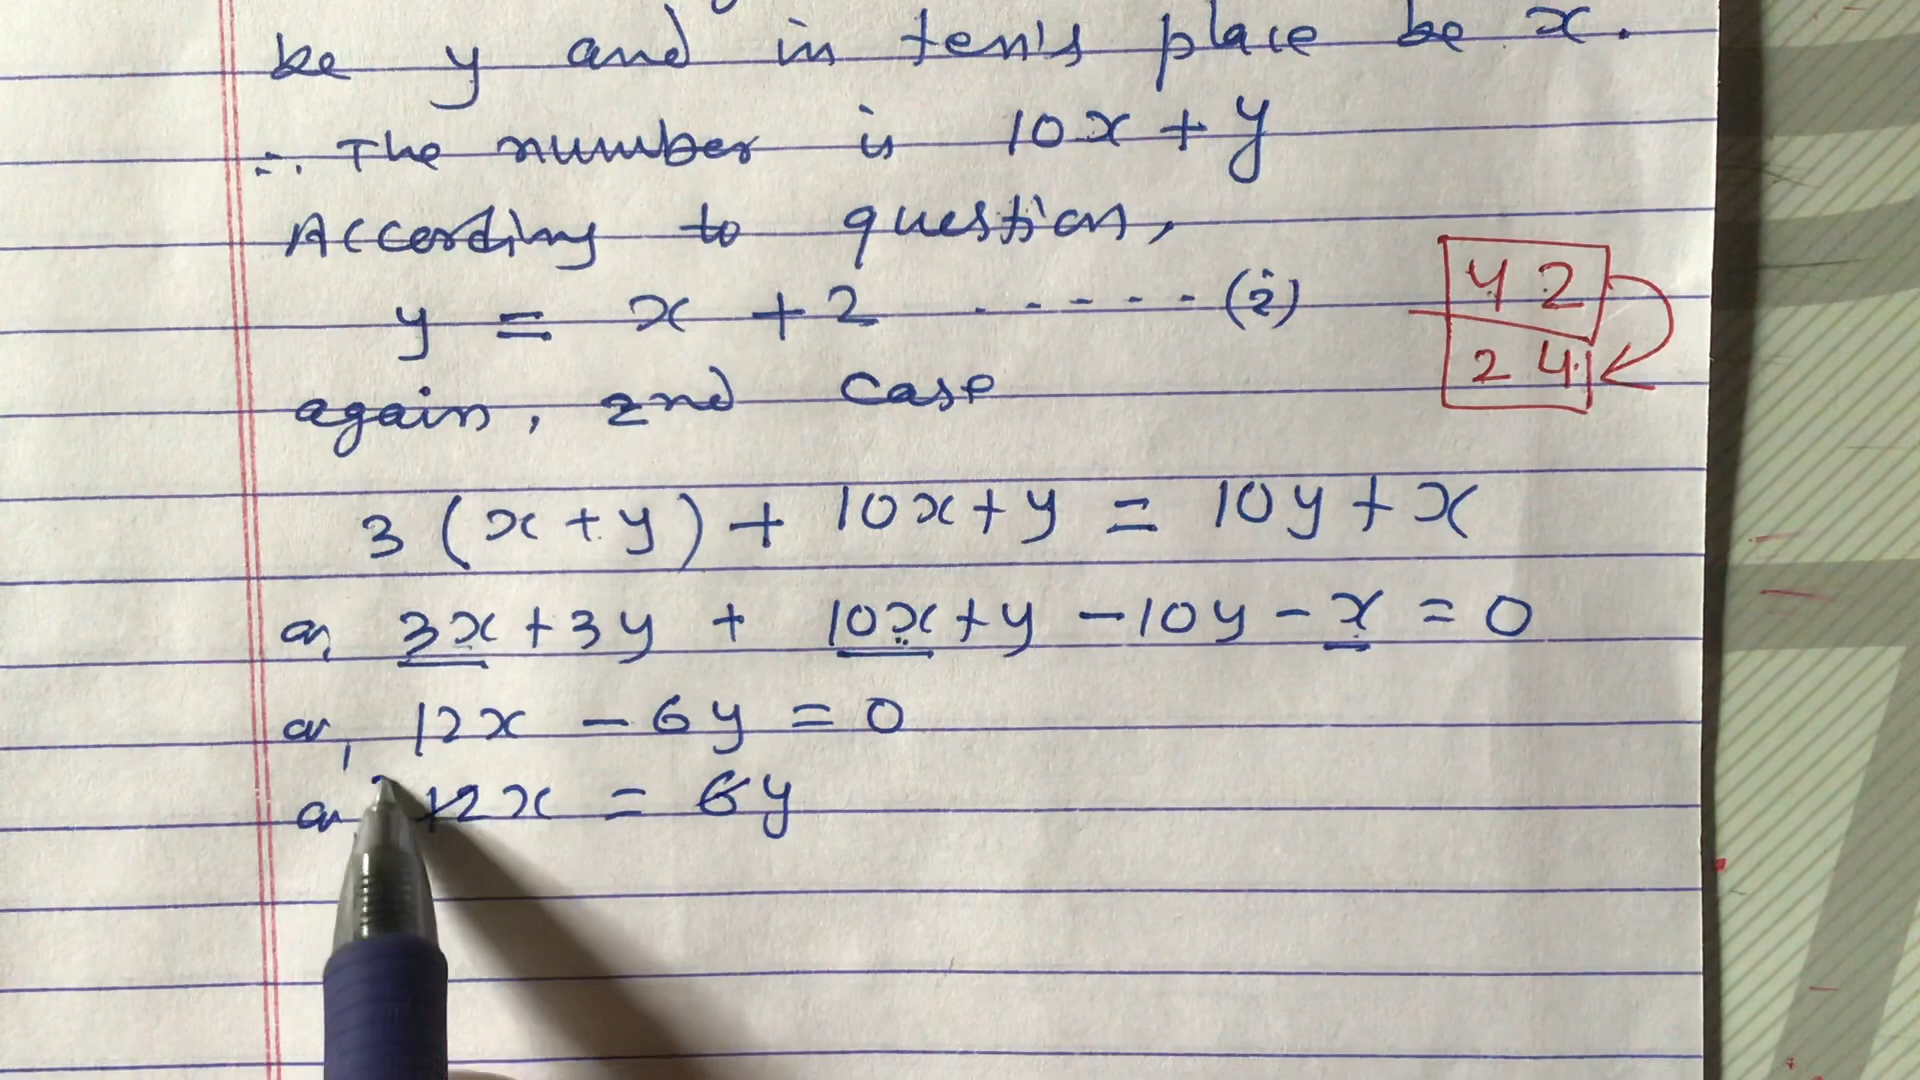 be y and in ten's place be x.
∴ The number is 10x + y
According to question,
y = x + 2 ------ (i)
42
24
again, 2nd case
3 (x + y) + 10x + y = 10y + x
or, 3x + 3y + 10x + y - 10y - x = 0
or, 12x - 6y = 0
or 12x = 6y